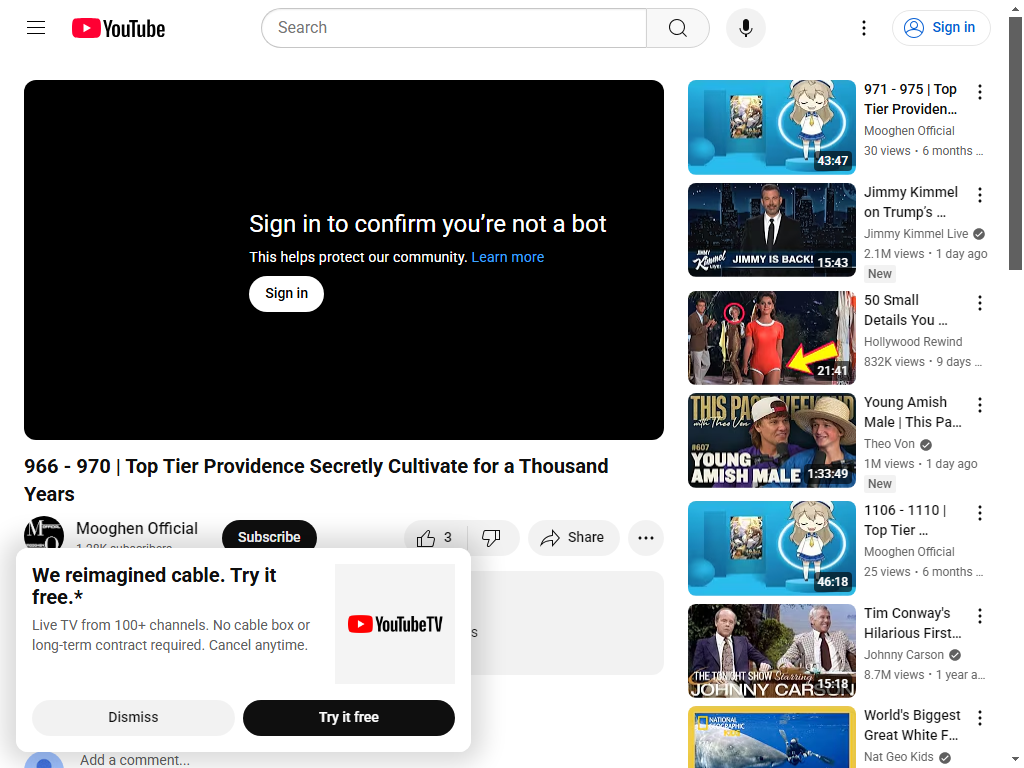 YouTube
Search
Sign in
Sign in to confirm you’re not a bot
This helps protect our community. Learn more
Sign in
966 - 970 | Top Tier Providence Secretly Cultivate for a Thousand
Years
Mooghen Official
Subscribe
3
Share
We reimagined cable. Try it
free.*
Live TV from 100+ channels. No cable box or
long-term contract required. Cancel anytime.
YouTubeTV
Dismiss
Try it free
Add a comment...
971 - 975 | Top
Tier Providen…
Mooghen Official
30 views • 6 months …
43:47
Jimmy Kimmel
on Trump’s …
Jimmy Kimmel Live
2.1M views • 1 day ago
New
JIMMY KIMMEL LIVE!
JIMMY IS BACK!
15:43
50 Small
Details You …
Hollywood Rewind
832K views • 9 days …
21:41
Young Amish
Male | This Pa…
Theo Von
1M views • 1 day ago
New
THIS PAST WEEKEND
with Theo Von
#607
YOUNG
AMISH MALE
1:33:49
1106 - 1110 |
Top Tier …
Mooghen Official
25 views • 6 months …
46:18
Tim Conway's
Hilarious First…
Johnny Carson
8.7M views • 1 year a…
THE TONIGHT SHOW Starring
JOHNNY CARSON
15:18
World's Biggest
Great White F…
Nat Geo Kids
NATIONAL
GEOGRAPHIC
KIDS